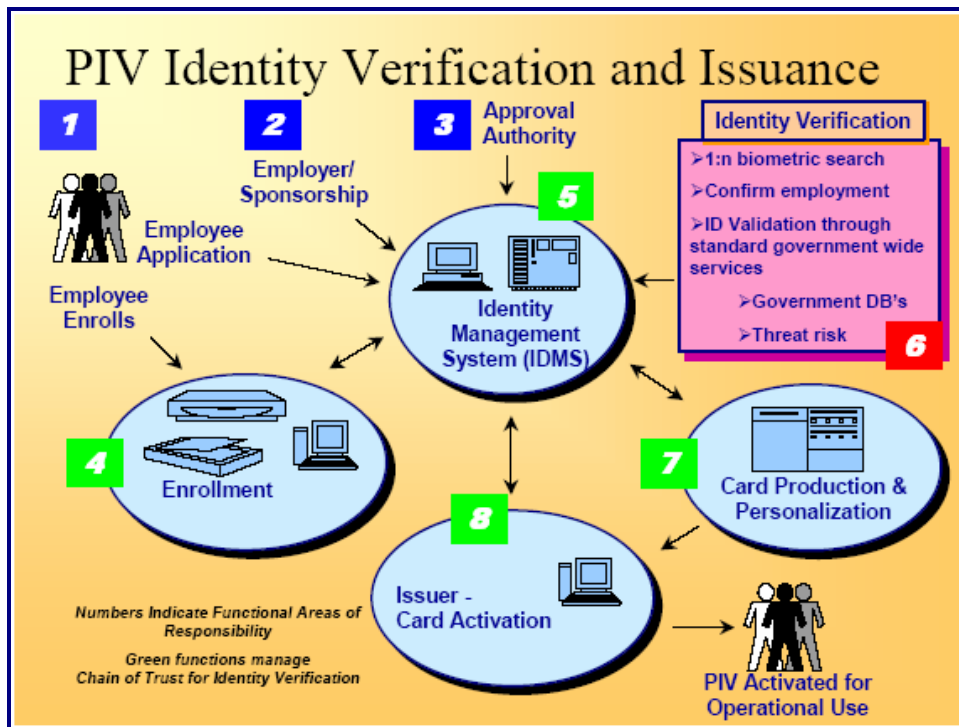 PIV Identity Verification and Issuance
1
2
3
Approval
Authority
Identity Verification
Employer/
Sponsorship
➢1:n biometric search
➢Confirm employment
➢ID Validation through
standard government wide
services
➢Government DB's
➢Threat risk
6
5
Employee
Application
Identity
Management
System (IDMS)
Employee
Enrolls
4
Enrollment
7
Card Production &
Personalization
8
Issuer -
Card Activation
Numbers Indicate Functional Areas of
Responsibility
Green functions manage
Chain of Trust for Identity Verification
PIV Activated for
Operational Use